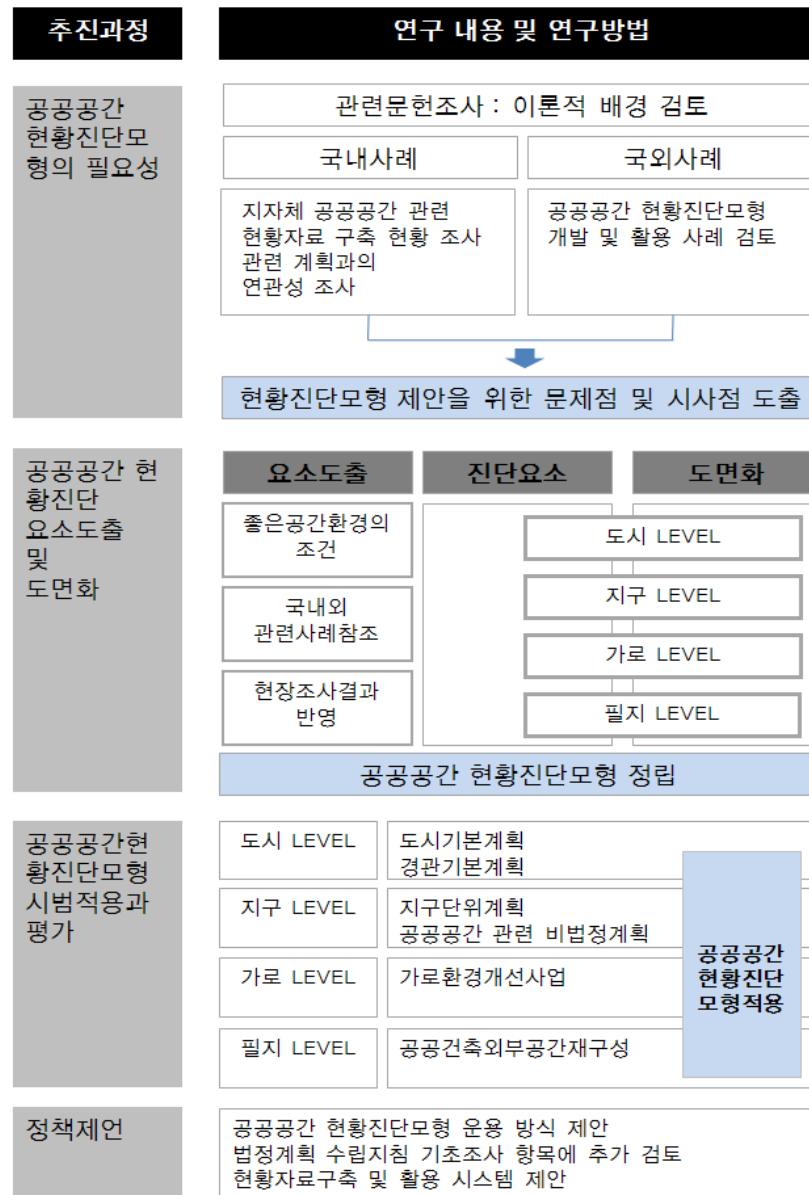 추진과정
연구 내용 및 연구방법
공공공간
현황진단모
형의 필요성
관련문헌조사 : 이론적 배경 검토
국내사례
국외사례
지자체 공공공간 관련
현황자료 구축 현황 조사
관련 계획과의
연관성 조사
공공공간 현황진단모형
개발 및 활용 사례 검토
현황진단모형 제안을 위한 문제점 및 시사점 도출
공공공간 현
황진단
요소도출
및
도면화
요소도출
진단요소
도면화
좋은공간환경의
조건
국내외
관련사례참조
현장조사결과
반영
도시 LEVEL
지구 LEVEL
가로 LEVEL
필지 LEVEL
공공공간 현황진단모형 정립
공공공간현
황진단모형
시범적용과
평가
도시 LEVEL
도시기본계획
경관기본계획
지구 LEVEL
지구단위계획
공공공간 관련 비법정계획
가로 LEVEL
가로환경개선사업
필지 LEVEL
공공건축외부공간재구성
공공공간
현황진단
모형적용
정책제언
공공공간 현황진단모형 운용 방식 제안
법정계획 수립지침 기초조사 항목에 추가 검토
현황자료구축 및 활용 시스템 제안